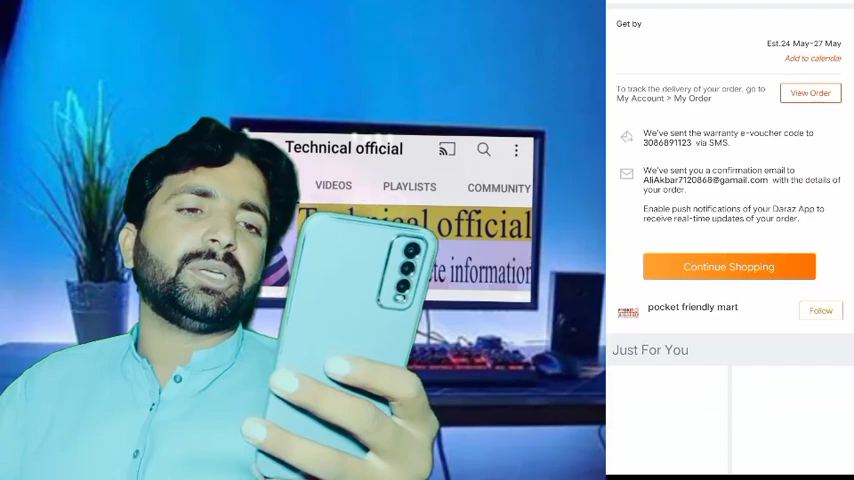 Technical official
VIDEOS PLAYLISTS COMMUNITY
Technical official
te information
Get by
Est.24 May-27 May
Add to calendar
To track the delivery of your order, go to
My Account > My Order
View Order
We've sent the warranty e-voucher code to
3086891123 via SMS.
We've sent you a confirmation email to
AliAkbar7120868@gamail.com with the details of
your order.
Enable push notifications of your Daraz App to
receive real-time updates of your order.
Continue Shopping
pocket friendly mart
Follow
Just For You